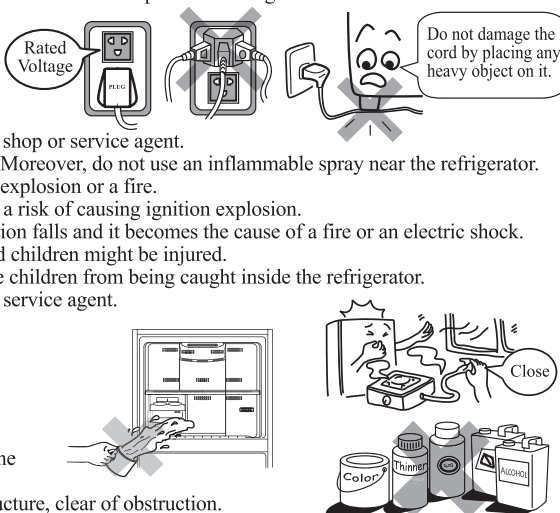 Rated
Voltage
PLUG
Do not damage the
cord by placing any
heavy object on it.
shop or service agent.
Moreover, do not use an inflammable spray near the refrigerator.
explosion or a fire.
a risk of causing ignition explosion.
tion falls and it becomes the cause of a fire or an electric shock.
d children might be injured.
e children from being caught inside the refrigerator.
service agent.
Close
Color
Thinner
GAS
ALCOHOL
ne
ucture, clear of obstruction.